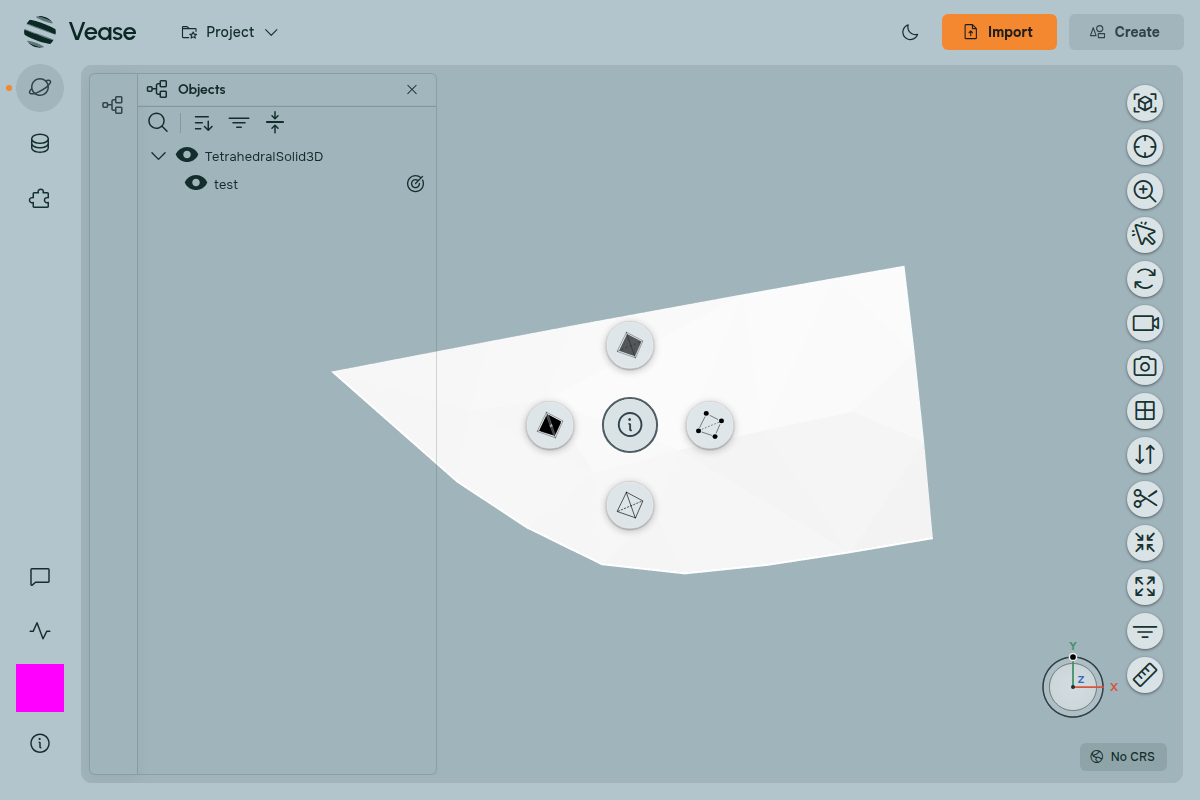 Vease
Project
Import
Create
Objects
TetrahedralSolid3D
test
Y
Z
X
No CRS